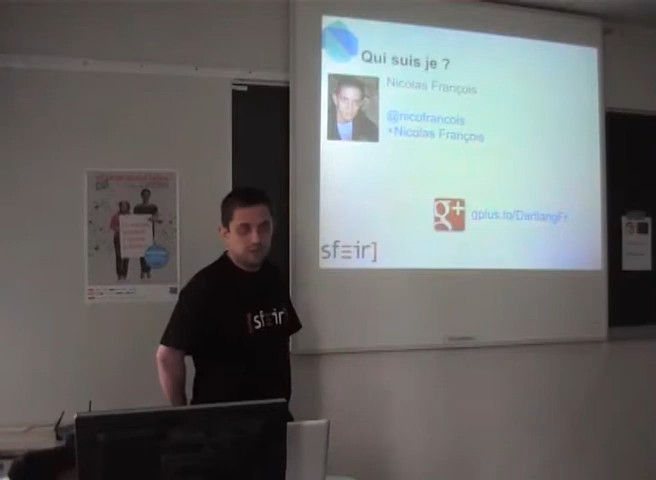 Qui suis je ?
Nicolas François
@nicofrancois
+Nicolas François
g+
gplus.to/DartlangFr
sfeir]
[sfeir]